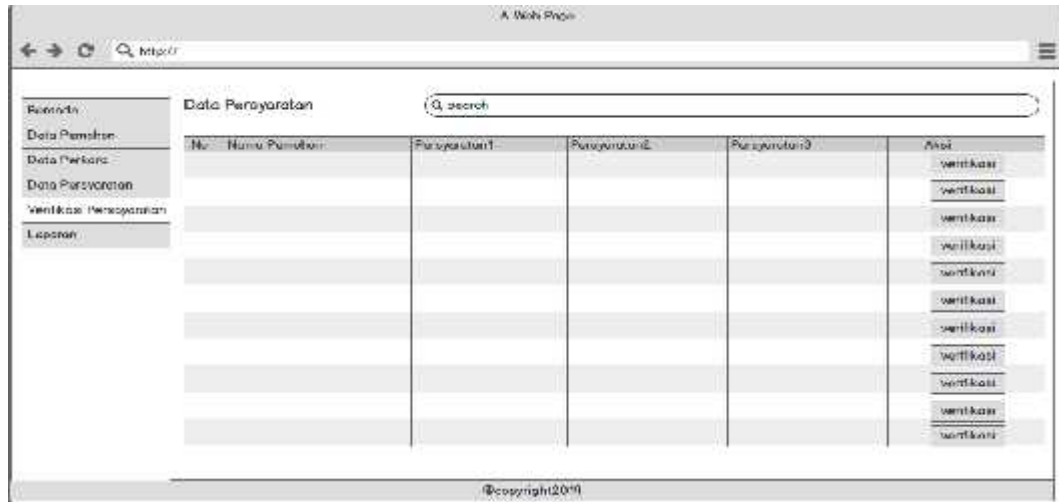 A Web Page
http://
Beranda
Data Pemohon
Data Perkara
Data Persyaratan
Verifikasi Persyaratan
Laporan
Data Persyaratan
search
No Nama Pemohon Persyaratan1 Persyaratan2 Persyaratan3 Aksi
verifikasi
verifikasi
verifikasi
verifikasi
verifikasi
verifikasi
verifikasi
verifikasi
verifikasi
verifikasi
verifikasi
@copyright2019